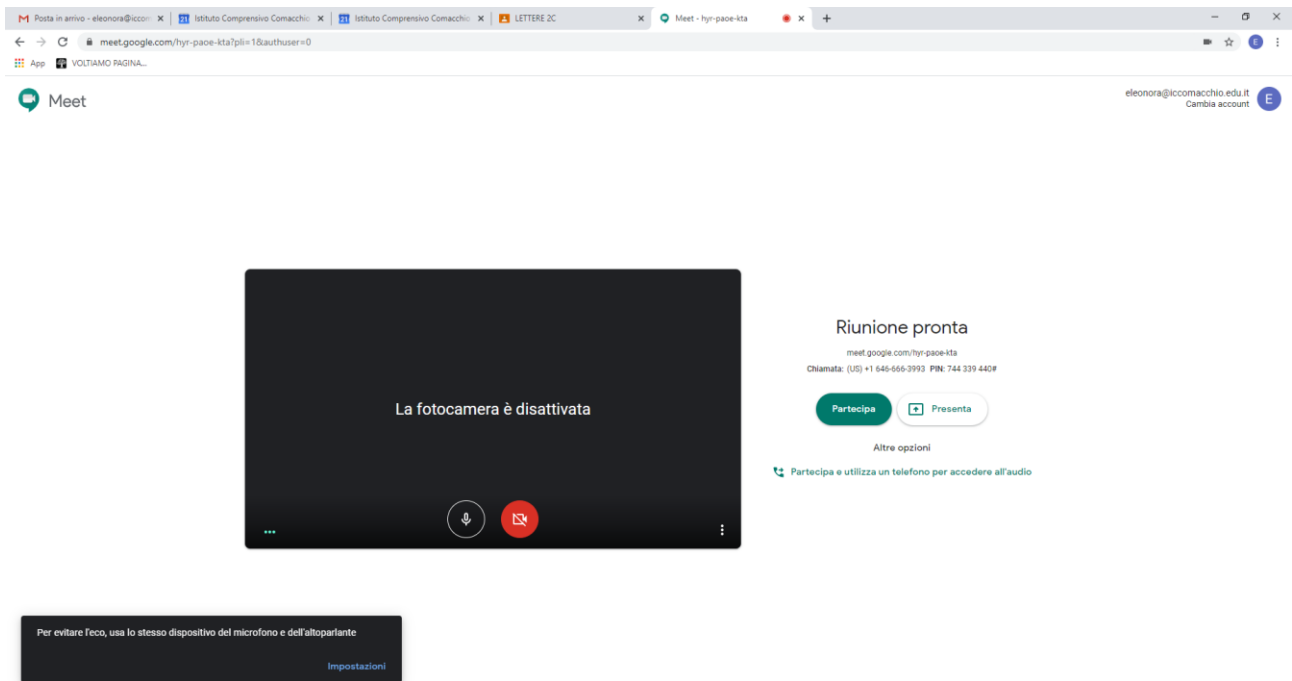 Posta in arrivo - eleonora@iccom
Istituto Comprensivo Comacchio
Istituto Comprensivo Comacchio
LETTERE 2C
Meet - hyr-paoe-kta
meet.google.com/hyr-paoe-kta?pli=1&authuser=0
E
App
VOLTIAMO PAGINA...
Meet
eleonora@iccomacchio.edu.it
Cambia account
E
Riunione pronta
meet.google.com/hyr-paoe-kta
Chiamata: (US) +1 646-666-3993 PIN: 744 339 440#
La fotocamera è disattivata
Partecipa
Presenta
Altre opzioni
Partecipa e utilizza un telefono per accedere all'audio
Per evitare l'eco, usa lo stesso dispositivo del microfono e dell'altoparlante
Impostazioni